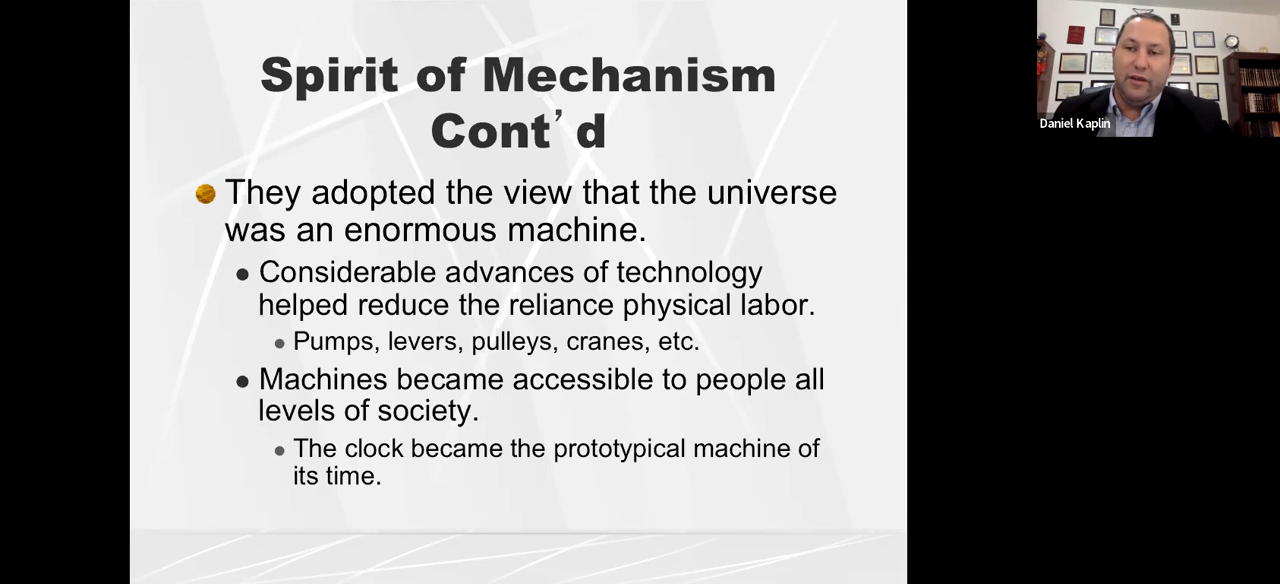 Spirit of Mechanism
Cont’d
They adopted the view that the universe
was an enormous machine.
Considerable advances of technology
helped reduce the reliance physical labor.
Pumps, levers, pulleys, cranes, etc.
Machines became accessible to people all
levels of society.
The clock became the prototypical machine of
its time.
Daniel Kaplin